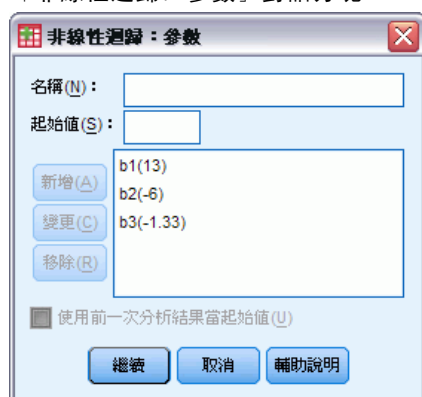 非線性迴歸：參數
名稱(N)：
起始值(S)：
新增(A)
變更(C)
移除(R)
b1(13)
b2(-6)
b3(-1.33)
使用前一次分析結果當起始值(U)
繼續
取消
輔助說明